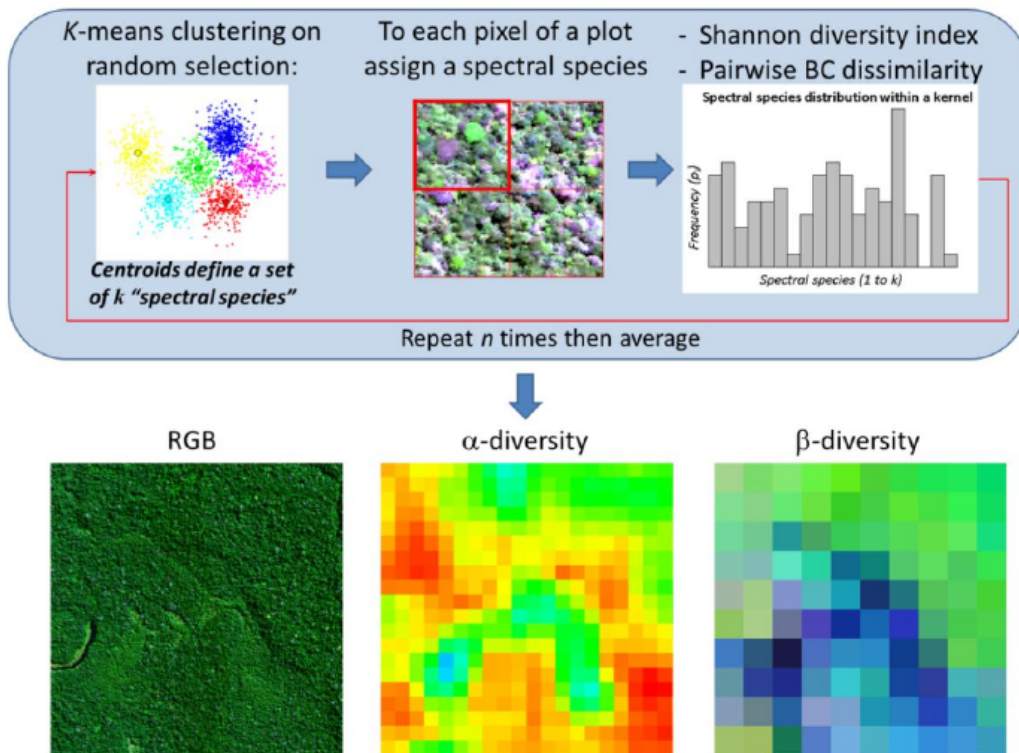 K-means clustering on
random selection:
Centroids define a set
of k “spectral species”
To each pixel of a plot
assign a spectral species
- Shannon diversity index
- Pairwise BC dissimilarity
Spectral species distribution within a kernel
Frequency (p)
Spectral species (1 to k)
Repeat n times then average
RGB
α-diversity
β-diversity